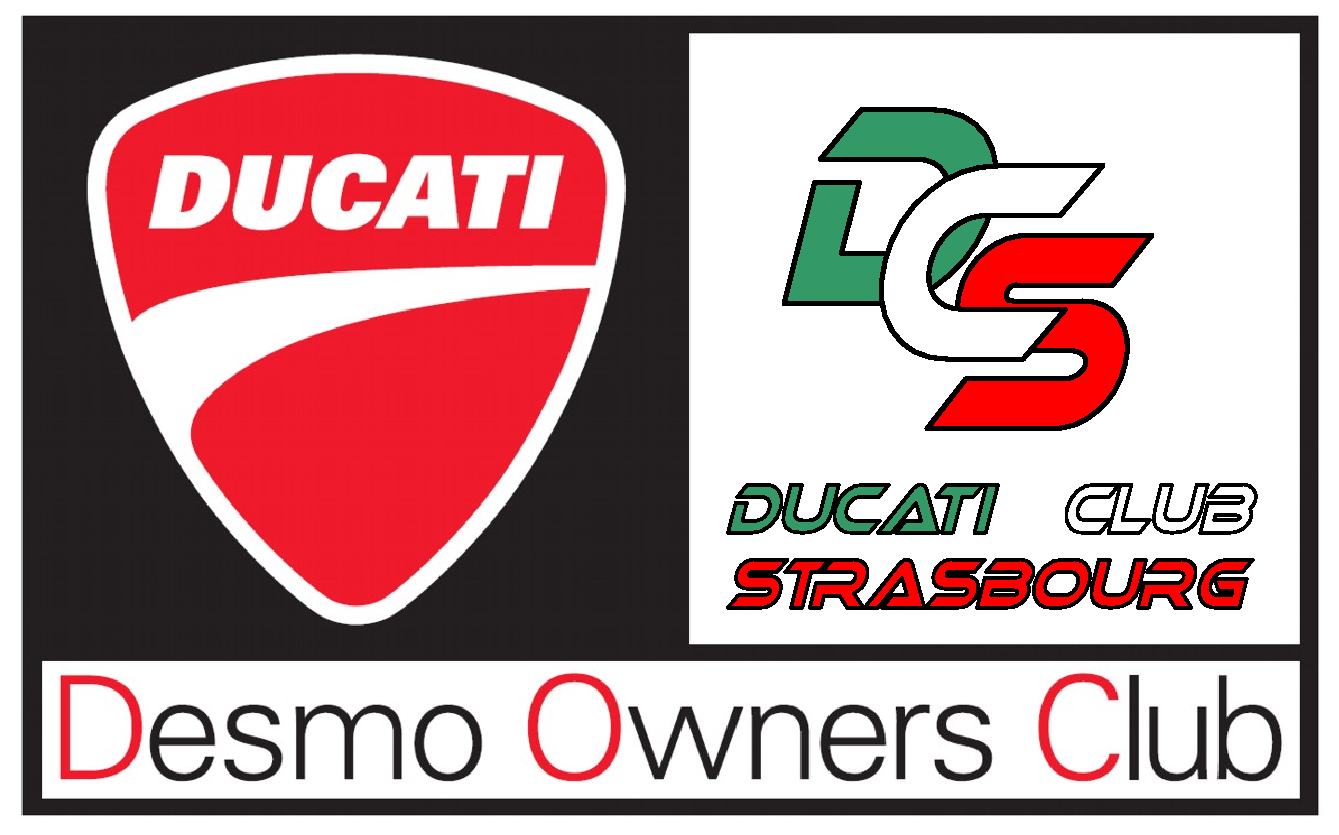 DUCATI
DCS
DUCATI CLUB
STRASBOURG
Desmo Owners Club